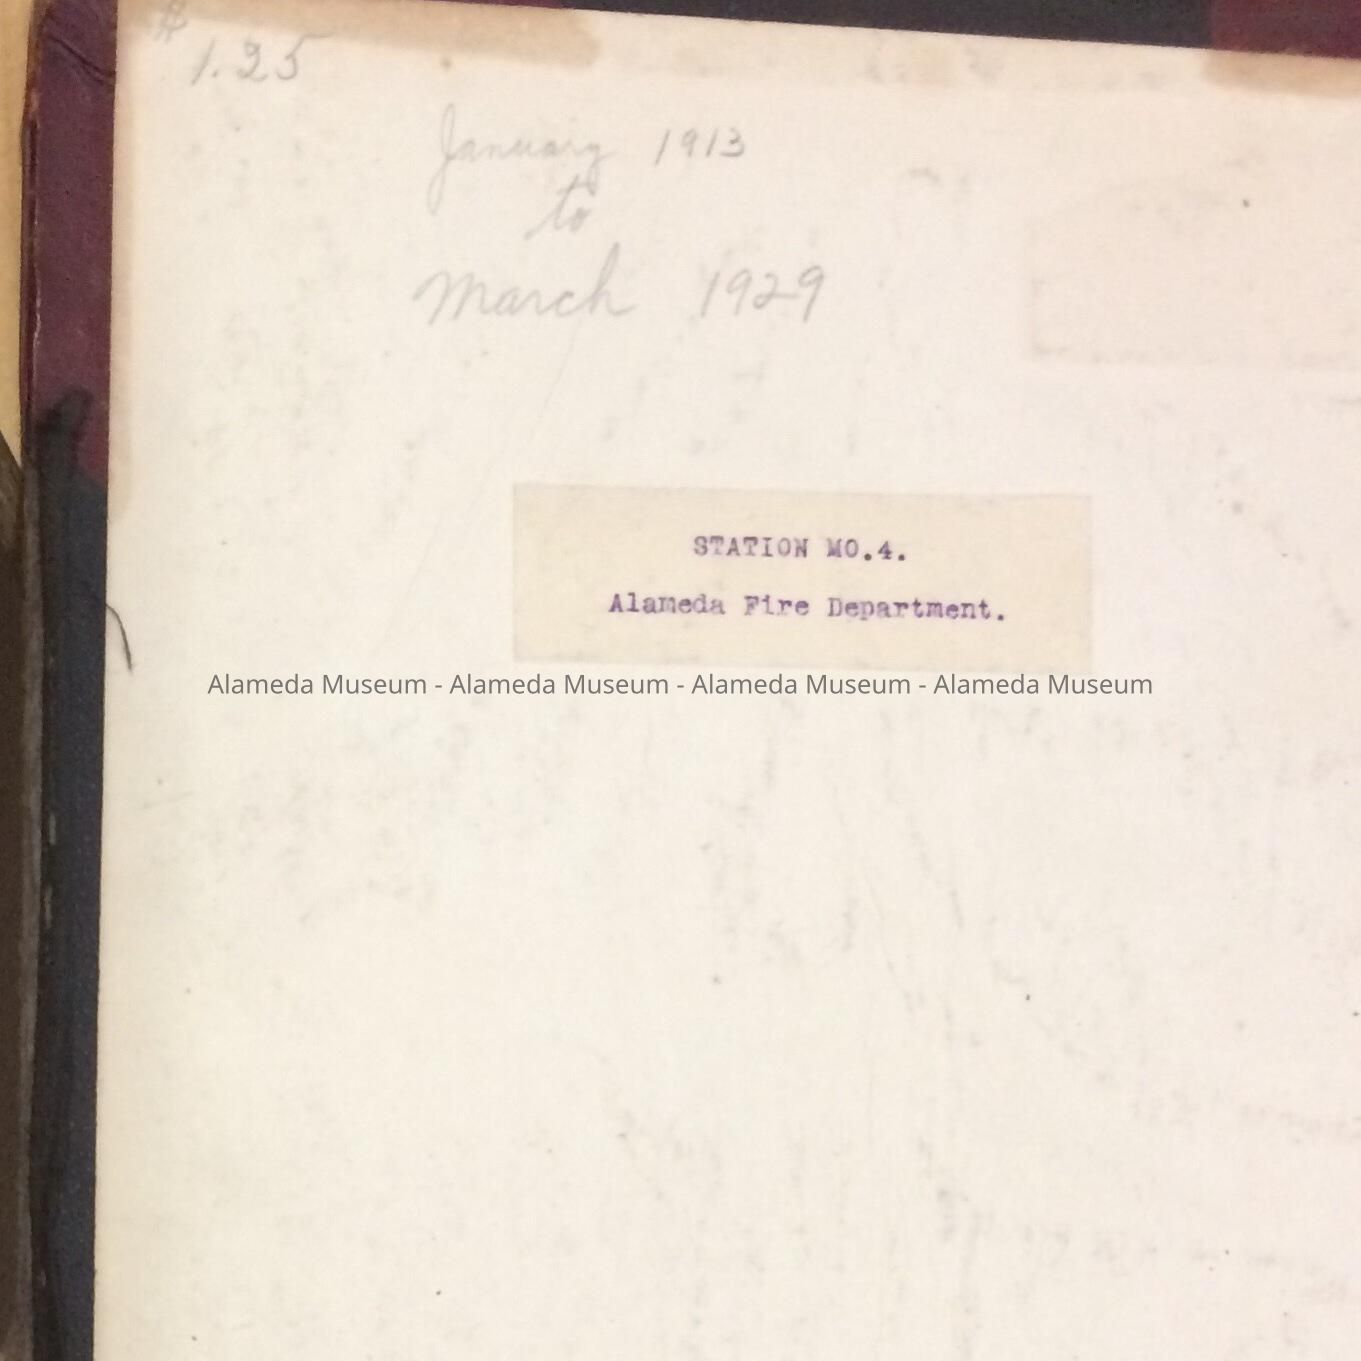 1.25
January 1913
to
March 1929
STATION MO.4.
Alameda Fire Department.
Alameda Museum - Alameda Museum - Alameda Museum - Alameda Museum